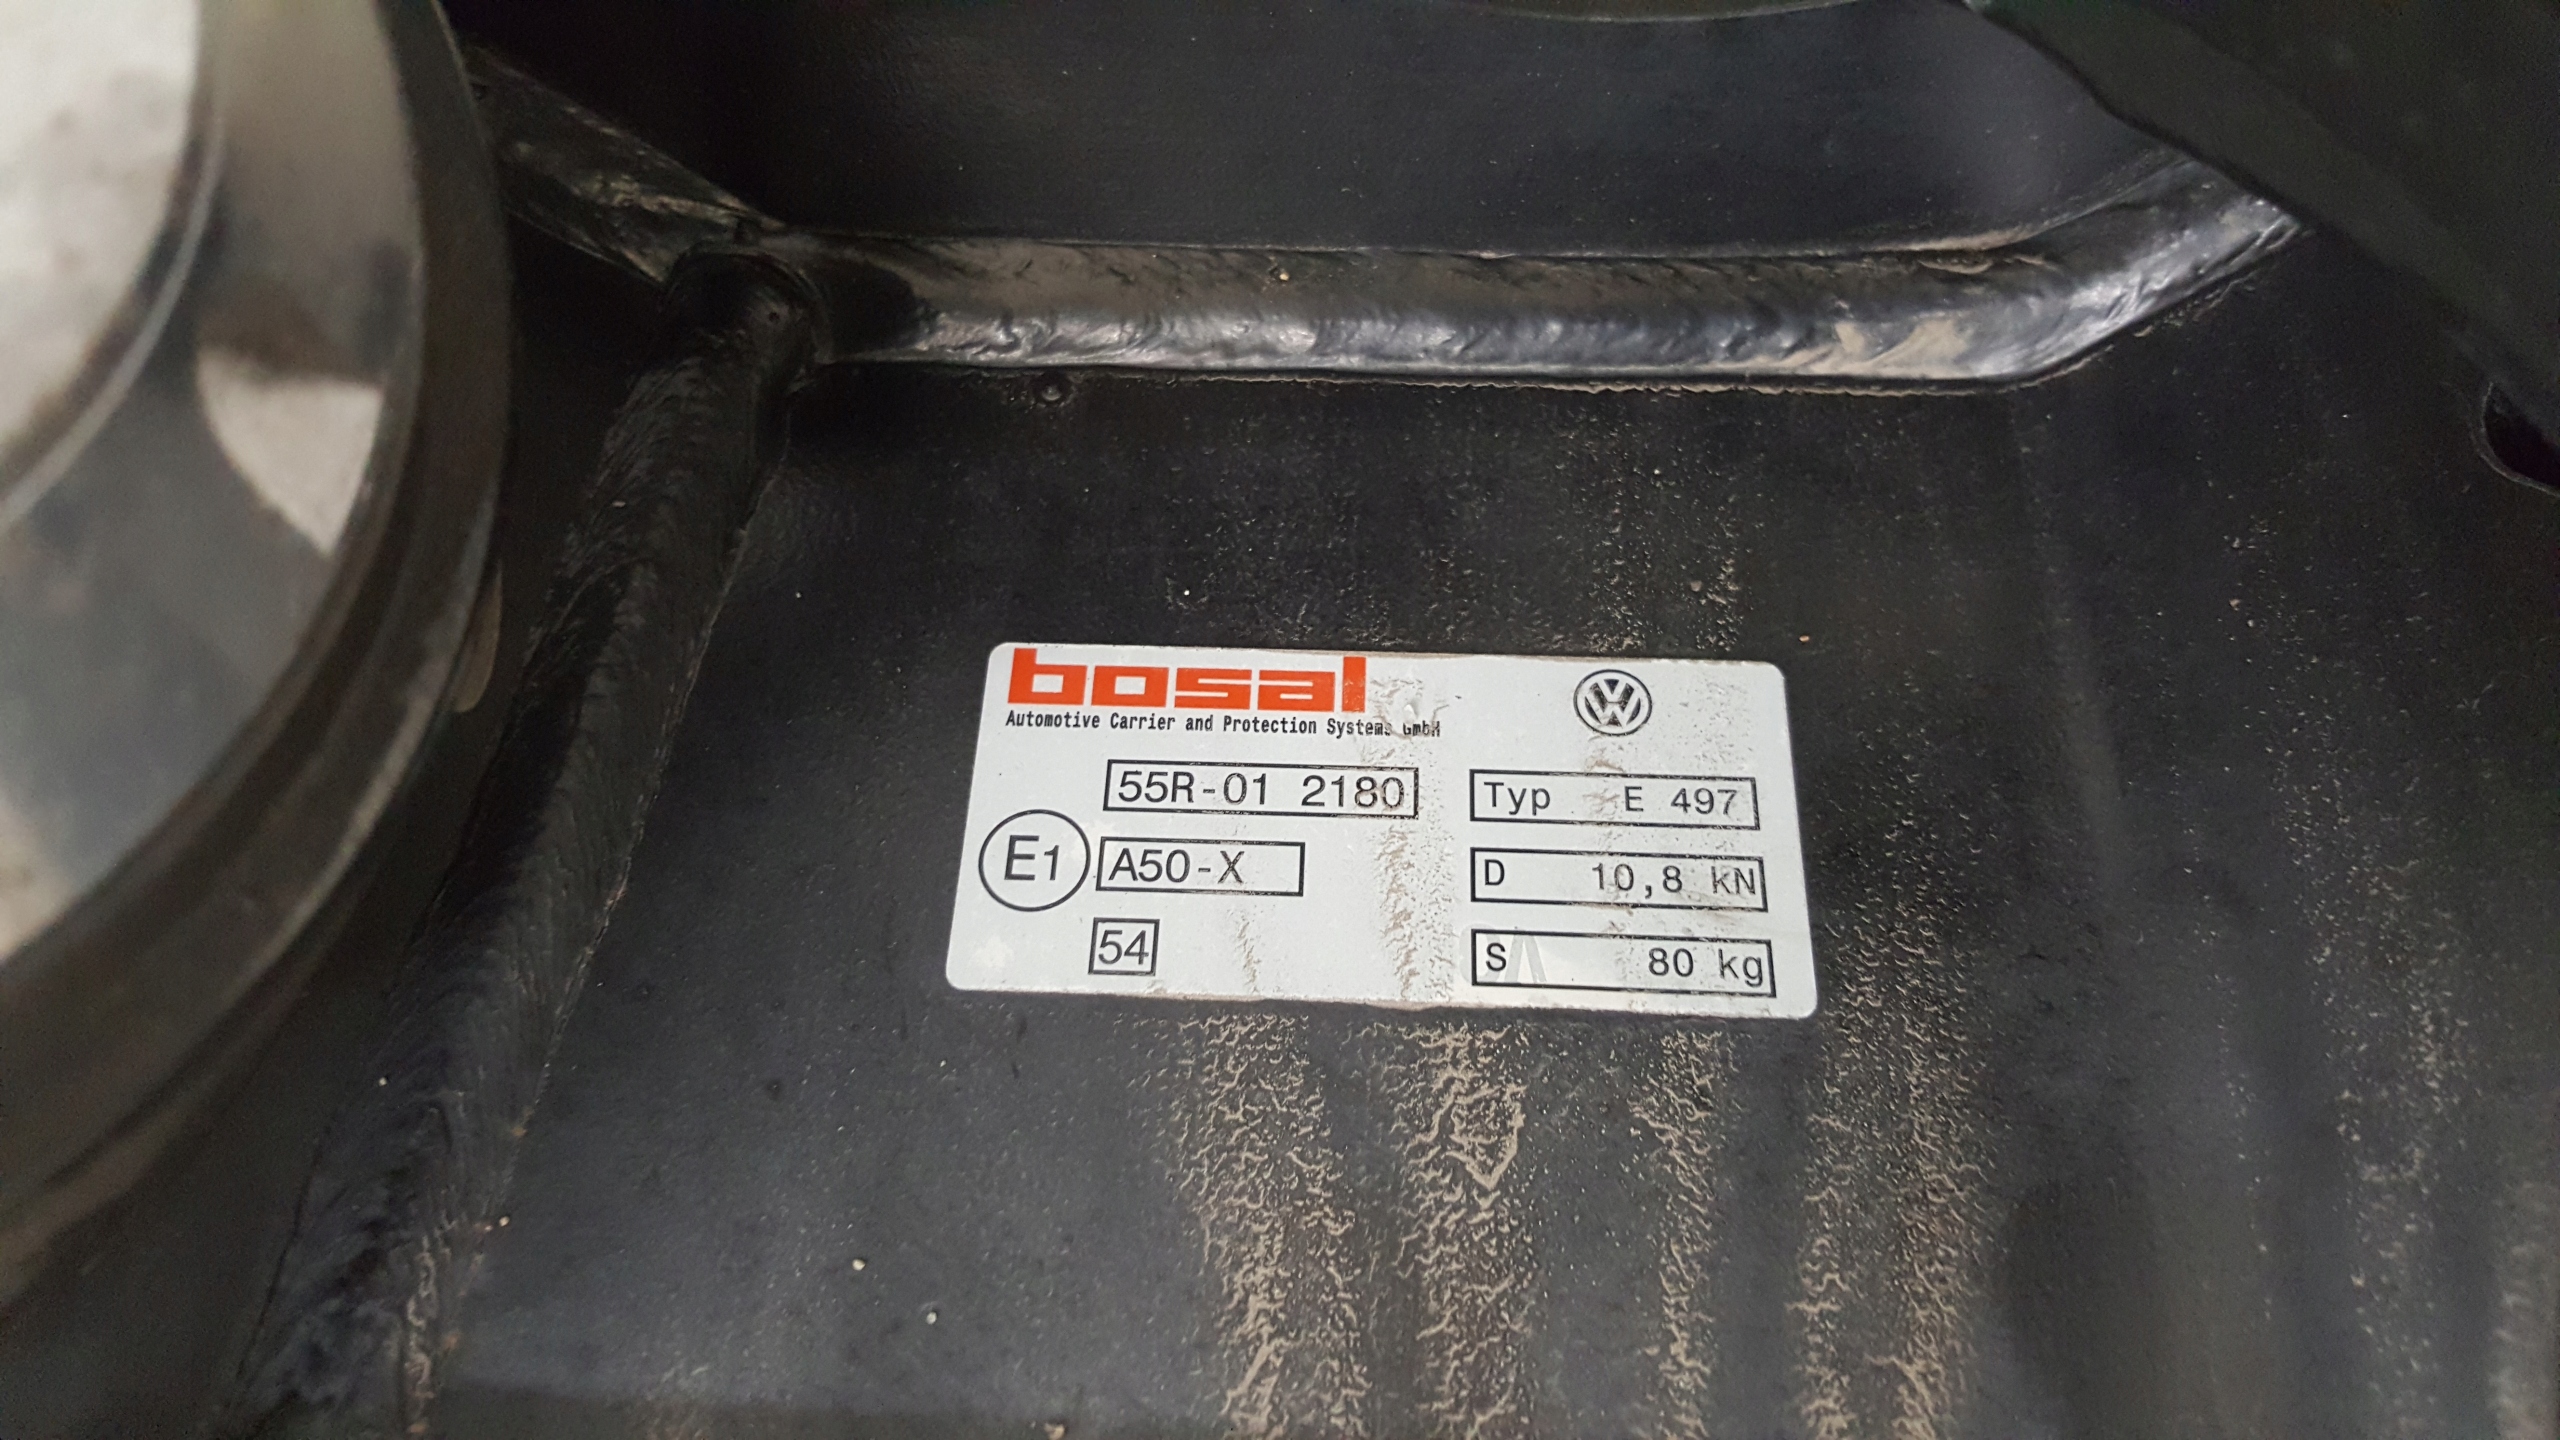 bosal
Automotive Carrier and Protection Systems GmbH
VW
55R-01 2180
E1
A50-X
54
Typ E 497
D 10,8 kN
S 80 kg